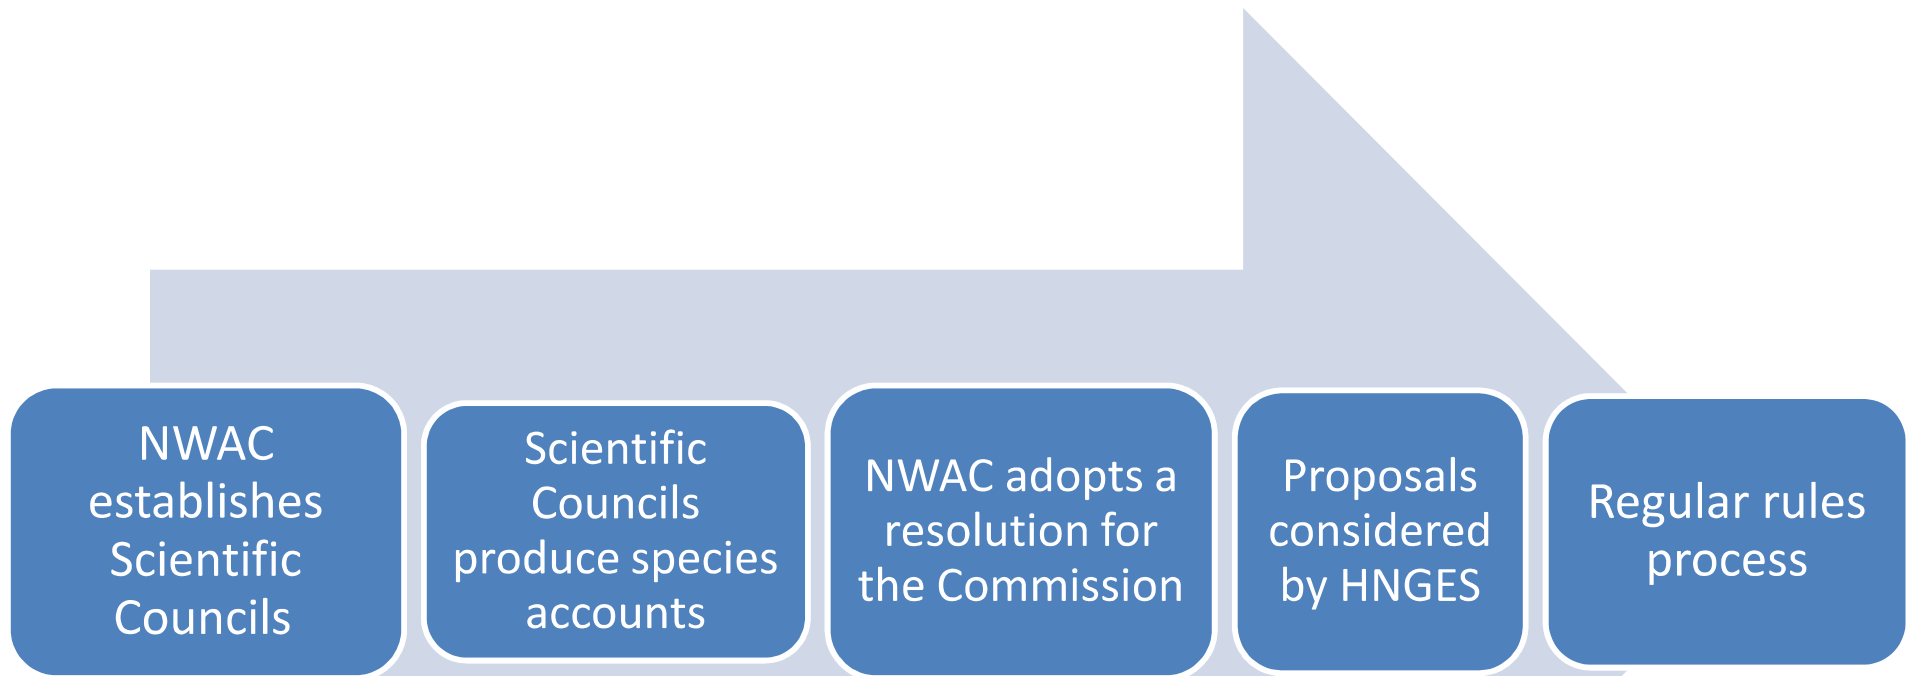 NWAC
establishes
Scientific
Councils
Scientific
Councils
produce species
accounts
NWAC adopts a
resolution for
the Commission
Proposals
considered
by HNGES
Regular rules
process